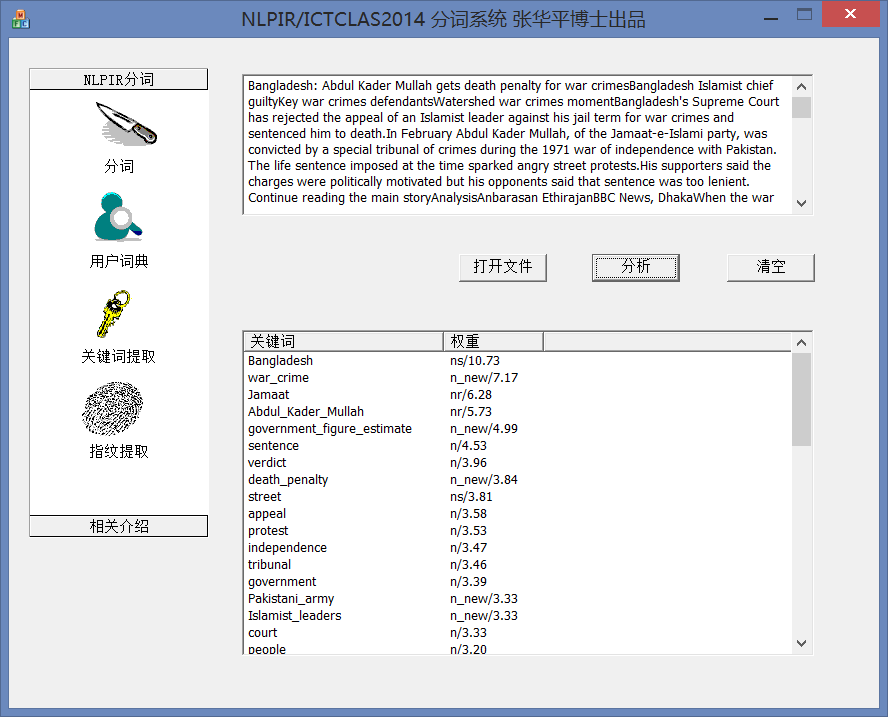 NLPIR/ICTCLAS2014 分词系统 张华平博士出品
NLPIR分词
分词
用户词典
关键词提取
指纹提取
相关介绍
Bangladesh: Abdul Kader Mullah gets death penalty for war crimesBangladesh Islamist chief
guiltyKey war crimes defendantsWatershed war crimes momentBangladesh's Supreme Court
has rejected the appeal of an Islamist leader against his jail term for war crimes and
sentenced him to death.In February Abdul Kader Mullah, of the Jamaat-e-Islami party, was
convicted by a special tribunal of crimes during the 1971 war of independence with Pakistan.
The life sentence imposed at the time sparked angry street protests.His supporters said the
charges were politically motivated but his opponents said that sentence was too lenient.
Continue reading the main storyAnalysisAnbarasan EthirajanBBC News, DhakaWhen the war
打开文件 分析 清空
关键词 权重
Bangladesh ns/10.73
war_crime n_new/7.17
Jamaat nr/6.28
Abdul_Kader_Mullah nr/5.73
government_figure_estimate n_new/4.99
sentence n/4.53
verdict n/3.96
death_penalty n_new/3.84
street ns/3.81
appeal n/3.58
protest n/3.53
independence n/3.47
tribunal n/3.46
government n/3.39
Pakistani_army n_new/3.33
Islamist_leaders n_new/3.33
court n/3.33
people n/3.20